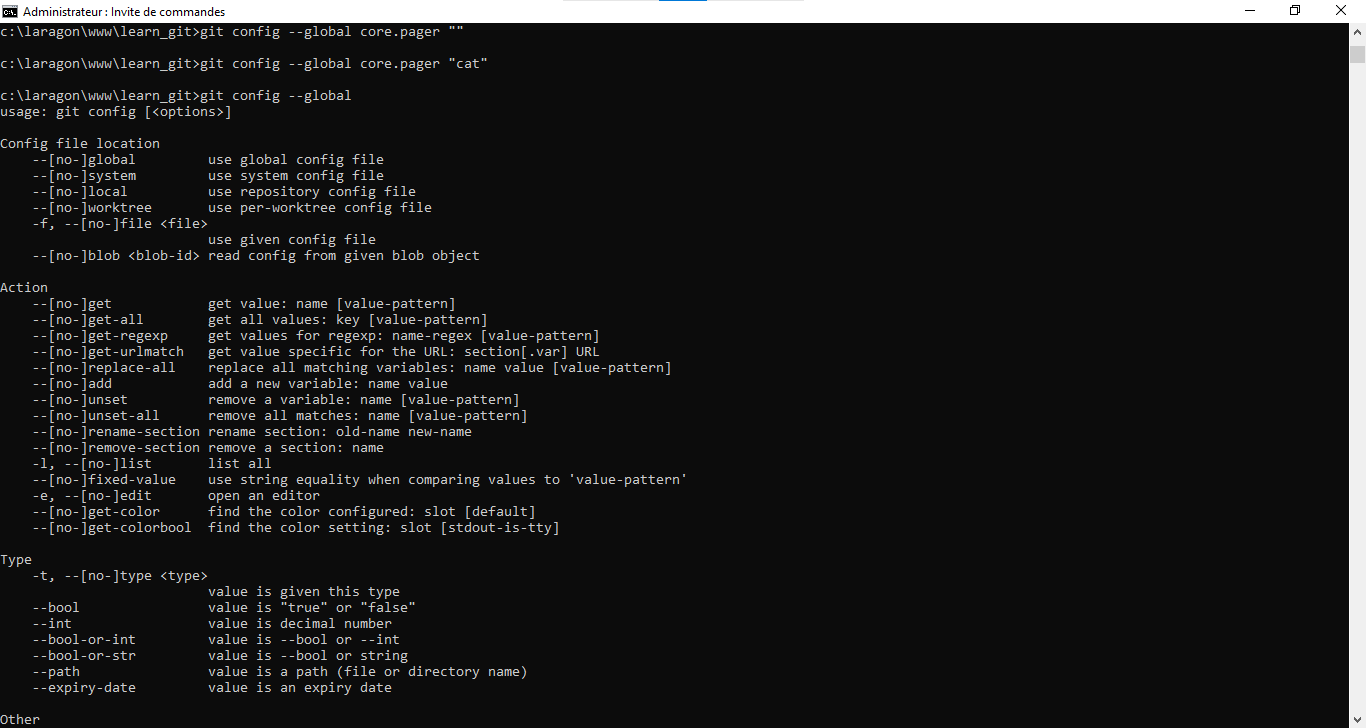 Administrateur : Invite de commandes
c:\laragon\www\learn_git>git config --global core.pager ""
c:\laragon\www\learn_git>git config --global core.pager "cat"
c:\laragon\www\learn_git>git config --global
usage: git config [<options>]
Config file location
--[no-]global use global config file
--[no-]system use system config file
--[no-]local use repository config file
--[no-]worktree use per-worktree config file
-f, --[no-]file <file>
use given config file
--[no-]blob <blob-id> read config from given blob object
Action
--[no-]get get value: name [value-pattern]
--[no-]get-all get all values: key [value-pattern]
--[no-]get-regexp get values for regexp: name-regex [value-pattern]
--[no-]get-urlmatch get value specific for the URL: section[.var] URL
--[no-]replace-all replace all matching variables: name value [value-pattern]
--[no-]add add a new variable: name value
--[no-]unset remove a variable: name [value-pattern]
--[no-]unset-all remove all matches: name [value-pattern]
--[no-]rename-section rename section: old-name new-name
--[no-]remove-section remove a section: name
-l, --[no-]list list all
--[no-]fixed-value use string equality when comparing values to 'value-pattern'
-e, --[no-]edit open an editor
--[no-]get-color find the color configured: slot [default]
--[no-]get-colorbool find the color setting: slot [stdout-is-tty]
Type
-t, --[no-]type <type>
value is given this type
--bool value is "true" or "false"
--int value is decimal number
--bool-or-int value is --bool or --int
--bool-or-str value is --bool or string
--path value is a path (file or directory name)
--expiry-date value is an expiry date
Other